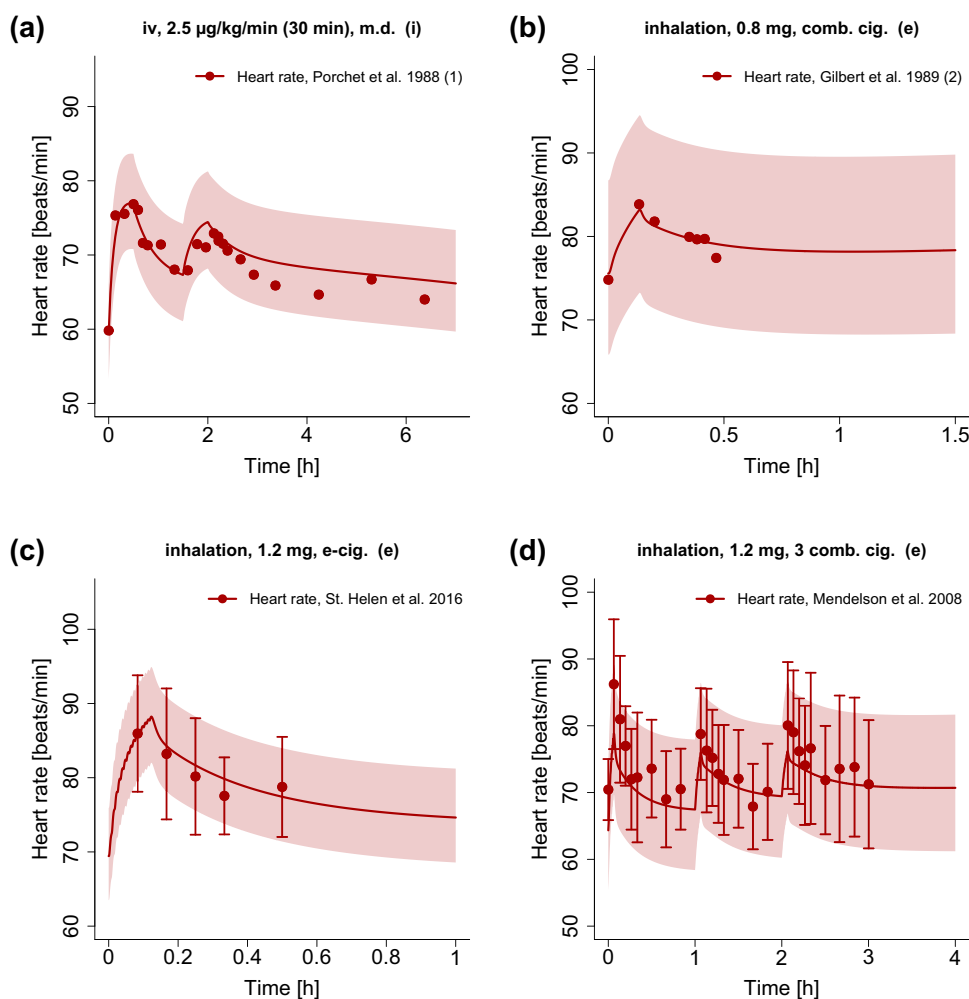 (a)
iv, 2.5 µg/kg/min (30 min), m.d. (i)
Heart rate, Porchet et al. 1988 (1)
Heart rate [beats/min]
90
80
70
60
50
0
2
4
6
Time [h]
(b)
inhalation, 0.8 mg, comb. cig. (e)
Heart rate, Gilbert et al. 1989 (2)
Heart rate [beats/min]
100
90
80
70
60
0
0.5
1
1.5
Time [h]
(c)
inhalation, 1.2 mg, e-cig. (e)
Heart rate, St. Helen et al. 2016
Heart rate [beats/min]
100
90
80
70
60
0
0.2
0.4
0.6
0.8
1
Time [h]
(d)
inhalation, 1.2 mg, 3 comb. cig. (e)
Heart rate, Mendelson et al. 2008
Heart rate [beats/min]
100
90
80
70
60
50
0
1
2
3
4
Time [h]